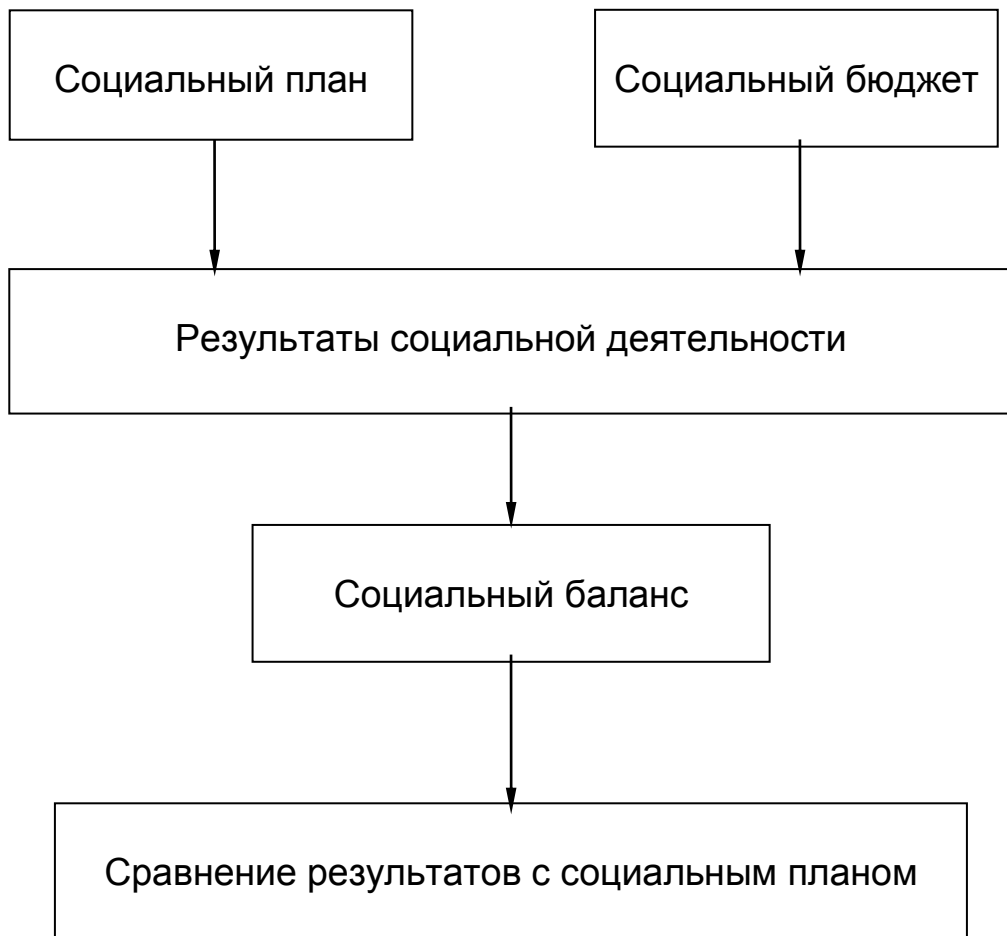 Социальный план
Социальный бюджет
Результаты социальной деятельности
Социальный баланс
Сравнение результатов с социальным планом